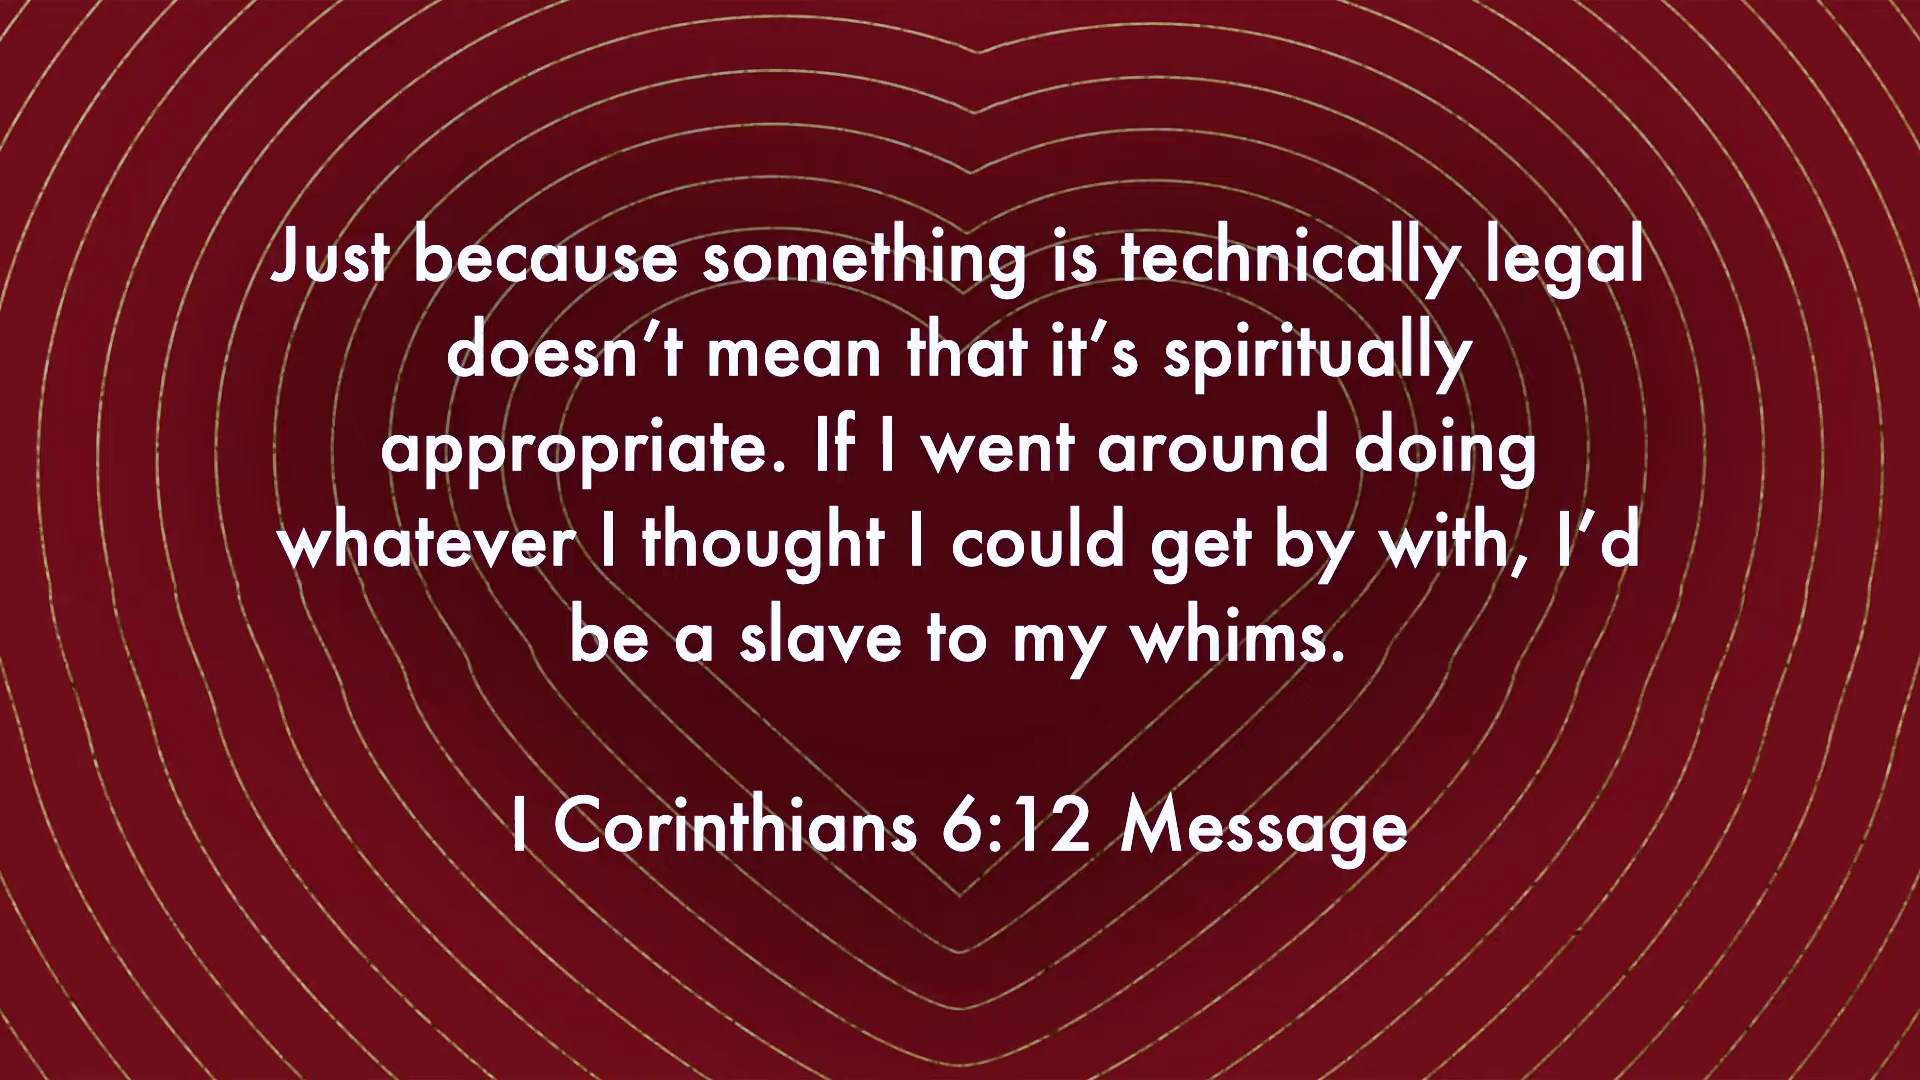 Just because something is technically legal
doesn’t mean that it’s spiritually
appropriate. If I went around doing
whatever I thought I could get by with, I’d
be a slave to my whims.
I Corinthians 6:12 Message